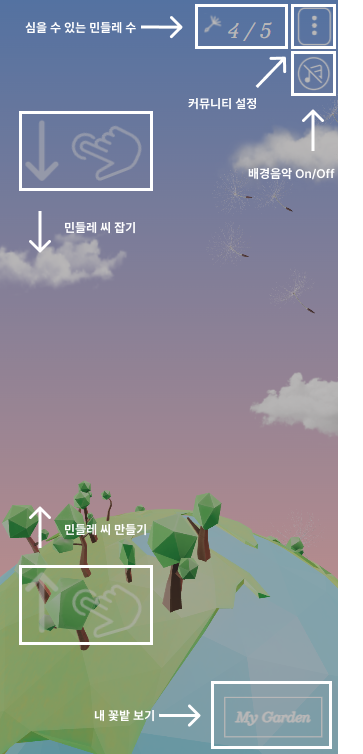 심을 수 있는 민들레 수
4/5
커뮤니티 설정
배경음악 On/Off
민들레 씨 잡기
민들레 씨 만들기
내 꽃밭 보기
My Garden